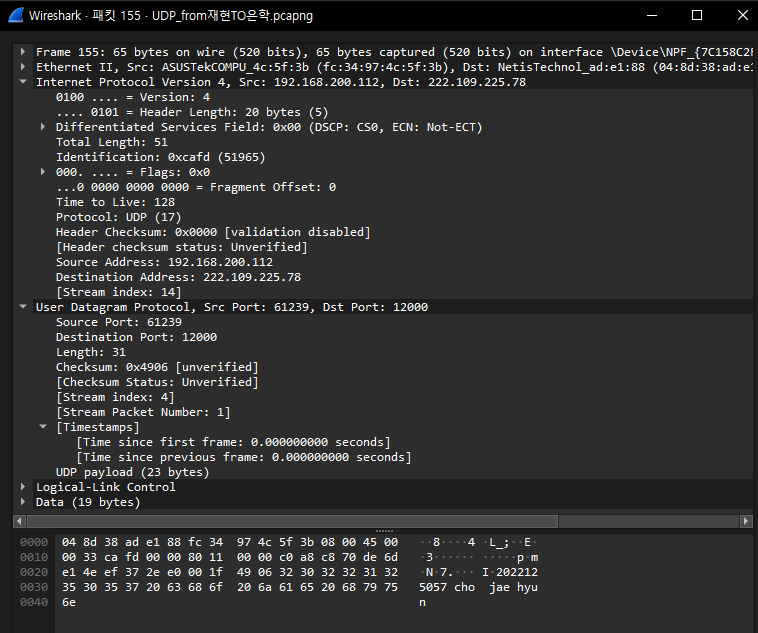 Wireshark · 패킷 155 · UDP_from재현TO은학.pcapng
Frame 155: 65 bytes on wire (520 bits), 65 bytes captured (520 bits) on interface \Device\NPF_{7C158C2F
Ethernet II, Src: ASUSTekCOMPU_4c:5f:3b (fc:34:97:4c:5f:3b), Dst: NetisTechnol_ad:e1:88 (04:8d:38:ad:e1
Internet Protocol Version 4, Src: 192.168.200.112, Dst: 222.109.225.78
0100 .... = Version: 4
.... 0101 = Header Length: 20 bytes (5)
Differentiated Services Field: 0x00 (DSCP: CS0, ECN: Not-ECT)
Total Length: 51
Identification: 0xcafd (51965)
000. .... = Flags: 0x0
...0 0000 0000 0000 = Fragment Offset: 0
Time to Live: 128
Protocol: UDP (17)
Header Checksum: 0x0000 [validation disabled]
[Header checksum status: Unverified]
Source Address: 192.168.200.112
Destination Address: 222.109.225.78
[Stream index: 14]
User Datagram Protocol, Src Port: 61239, Dst Port: 12000
Source Port: 61239
Destination Port: 12000
Length: 31
Checksum: 0x4906 [unverified]
[Checksum Status: Unverified]
[Stream index: 4]
[Stream Packet Number: 1]
[Timestamps]
[Time since first frame: 0.000000000 seconds]
[Time since previous frame: 0.000000000 seconds]
UDP payload (23 bytes)
Logical-Link Control
Data (19 bytes)
0000 04 8d 38 ad e1 88 fc 34 97 4c 5f 3b 08 00 45 00 ··8····4 ·L_;··E·
0010 00 33 ca fd 00 00 80 11 00 00 c0 a8 c8 70 de 6d ·3······ ·····p·m
0020 e1 4e ef 37 2e e0 00 1f 49 06 32 30 32 32 31 32 ·N·7.··· I·202212
0030 35 30 35 37 20 63 68 6f 20 6a 61 65 20 68 79 75 5057 cho jae hyu
0040 6e n